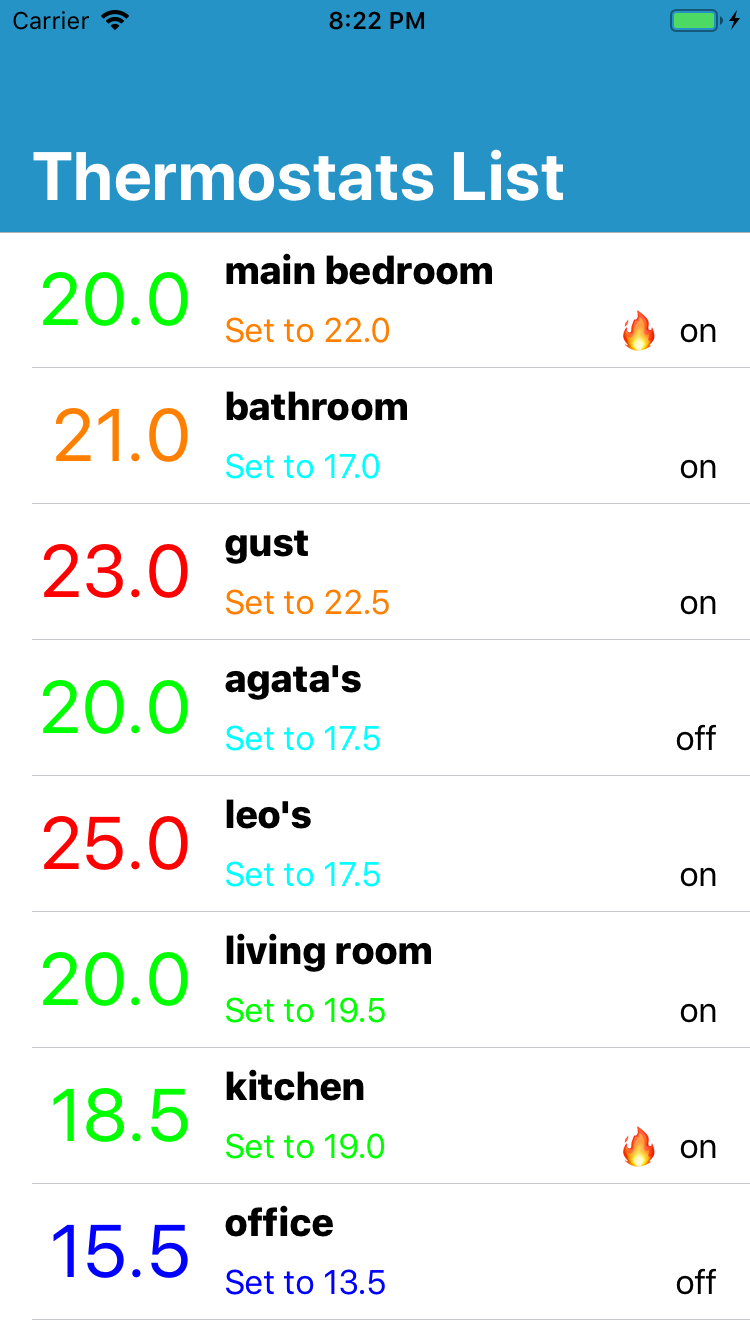 Carrier 8:22 PM
Thermostats List
20.0 main bedroom
Set to 22.0 🔥 on
21.0 bathroom
Set to 17.0 on
23.0 gust
Set to 22.5 on
20.0 agata's
Set to 17.5 off
25.0 leo's
Set to 17.5 on
20.0 living room
Set to 19.5 on
18.5 kitchen
Set to 19.0 🔥 on
15.5 office
Set to 13.5 off